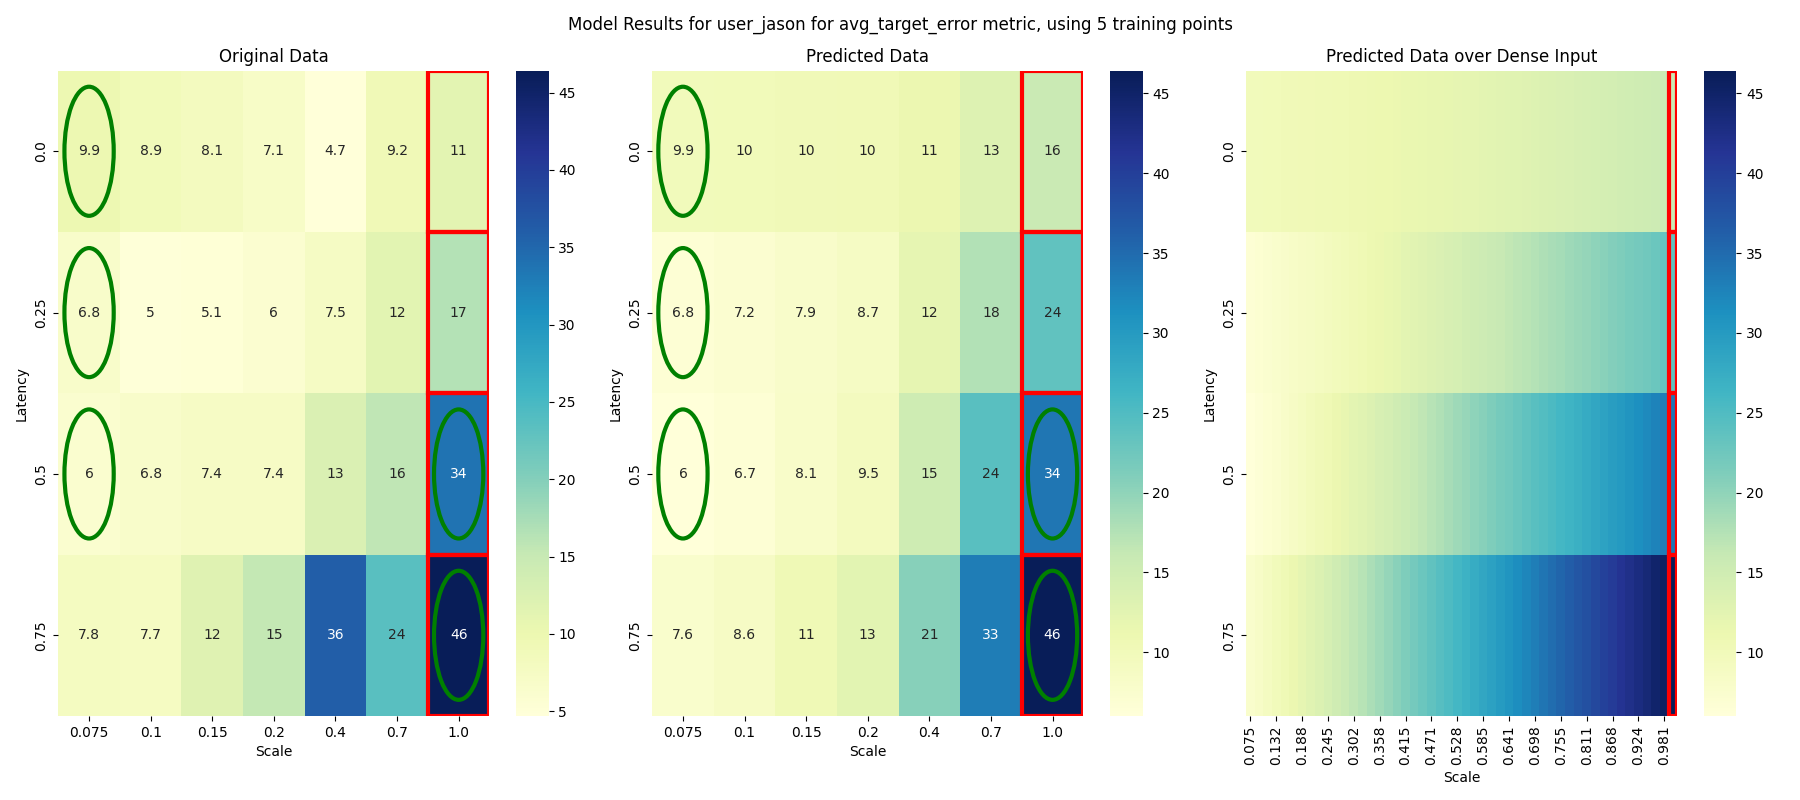 Model Results for user_jason for avg_target_error metric, using 5 training points
Original Data
Latency
0.0 9.9 8.9 8.1 7.1 4.7 9.2 11
0.25 6.8 5 5.1 6 7.5 12 17
0.5 6 6.8 7.4 7.4 13 16 34
0.75 7.8 7.7 12 15 36 24 46
0.075 0.1 0.15 0.2 0.4 0.7 1.0
Scale
45
40
35
30
25
20
15
10
5
Predicted Data
Latency
0.0 9.9 10 10 10 11 13 16
0.25 6.8 7.2 7.9 8.7 12 18 24
0.5 6 6.7 8.1 9.5 15 24 34
0.75 7.6 8.6 11 13 21 33 46
0.075 0.1 0.15 0.2 0.4 0.7 1.0
Scale
45
40
35
30
25
20
15
10
Predicted Data over Dense Input
Latency
0.0
0.25
0.5
0.75
0.075 0.132 0.188 0.245 0.302 0.358 0.415 0.471 0.528 0.585 0.641 0.698 0.755 0.811 0.868 0.924 0.981
Scale
45
40
35
30
25
20
15
10